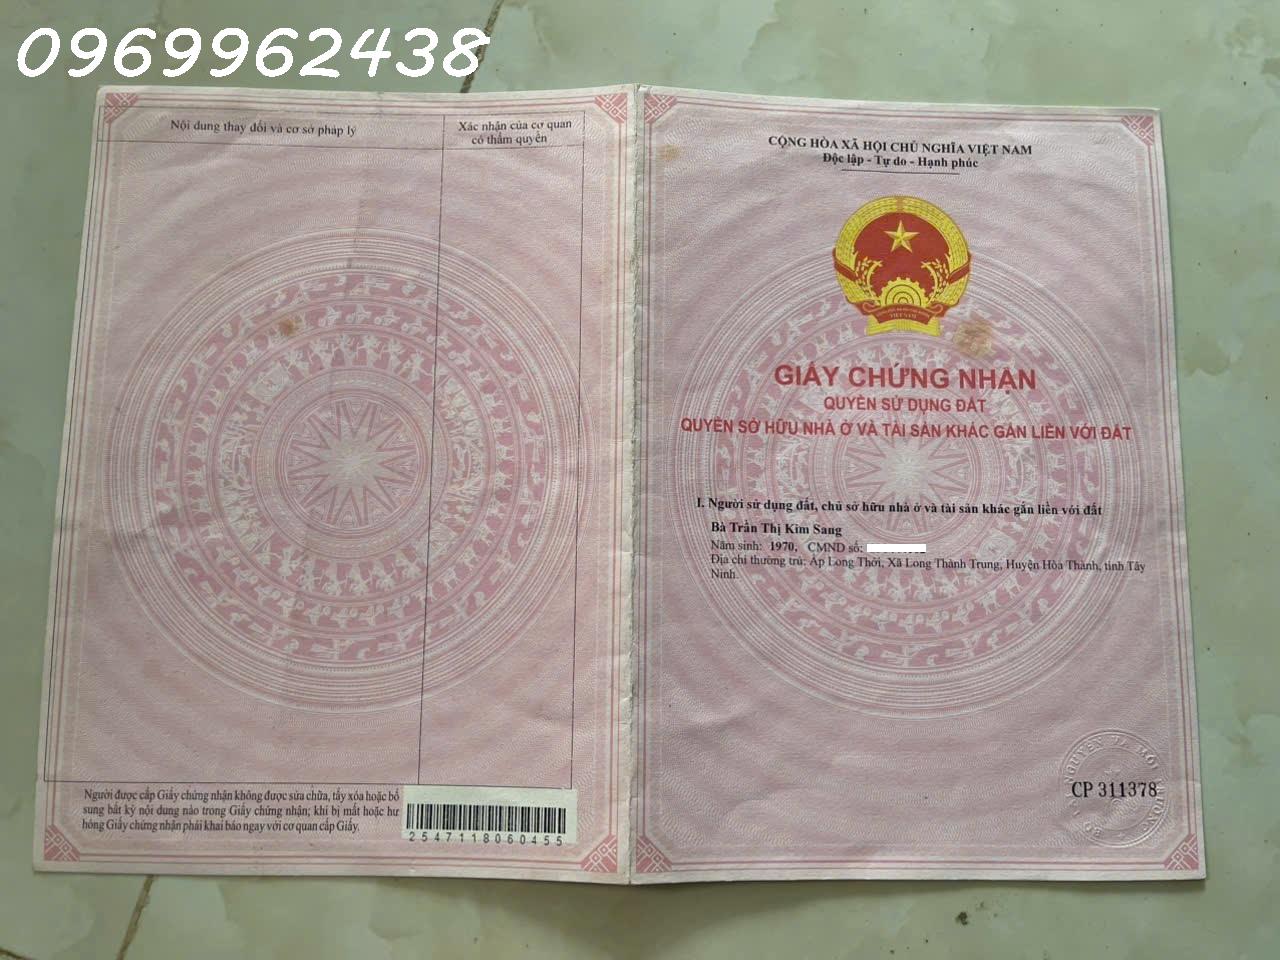 0969962438
Nội dung thay đổi và cơ sở pháp lý
Xác nhận của cơ quan
có thẩm quyền
Người được cấp Giấy chứng nhận không được sửa chữa, tẩy xóa hoặc bổ
sung bất kỳ nội dung nào trong Giấy chứng nhận; khi bị mất hoặc hư
hỏng Giấy chứng nhận phải khai báo ngay với cơ quan cấp Giấy.
2547118060455
CỘNG HÒA XÃ HỘI CHỦ NGHĨA VIỆT NAM
Độc lập - Tự do - Hạnh phúc
GIẤY CHỨNG NHẬN
QUYỀN SỬ DỤNG ĐẤT
QUYỀN SỞ HỮU NHÀ Ở VÀ TÀI SẢN KHÁC GẮN LIỀN VỚI ĐẤT
I. Người sử dụng đất, chủ sở hữu nhà ở và tài sản khác gắn liền với đất
Bà Trần Thị Kim Sang
Năm sinh: 1970, CMND số:
Địa chỉ thường trú: Ấp Long Thời, Xã Long Thành Trung, Huyện Hòa Thành, tỉnh Tây
Ninh.
CP 311378